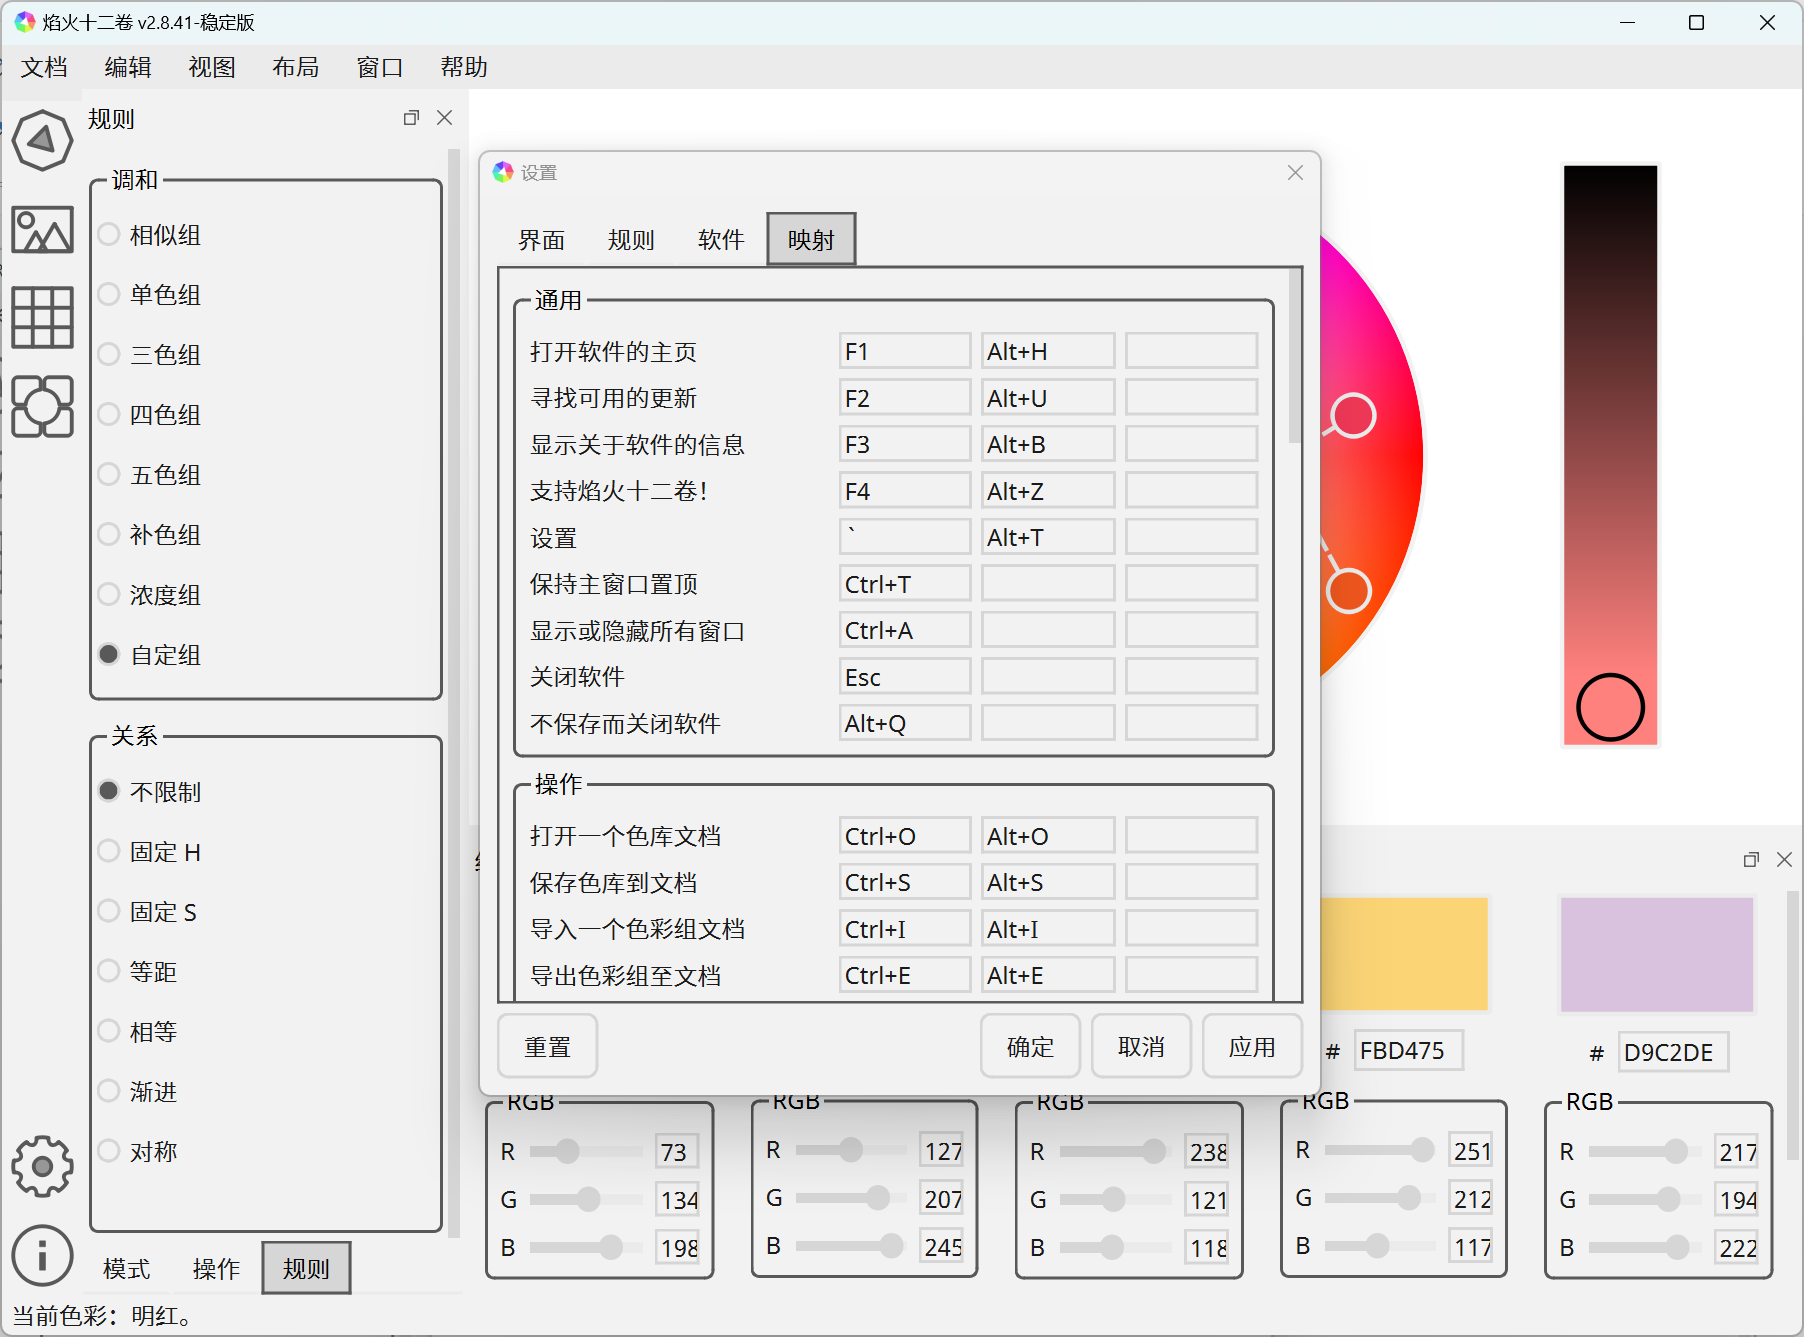 焰火十二卷 v2.8.41-稳定版
文档 编辑 视图 布局 窗口 帮助
规则
调和
相似组
单色组
三色组
四色组
五色组
补色组
浓度组
自定组
关系
不限制
固定 H
固定 S
等距
相等
渐进
对称
模式 操作 规则
当前色彩：明红。
设置
界面 规则 软件 映射
通用
打开软件的主页 F1 Alt+H
寻找可用的更新 F2 Alt+U
显示关于软件的信息 F3 Alt+B
支持焰火十二卷！ F4 Alt+Z
设置 ` Alt+T
保持主窗口置顶 Ctrl+T
显示或隐藏所有窗口 Ctrl+A
关闭软件 Esc
不保存而关闭软件 Alt+Q
操作
打开一个色库文档 Ctrl+O Alt+O
保存色库到文档 Ctrl+S Alt+S
导入一个色彩组文档 Ctrl+I Alt+I
导出色彩组至文档 Ctrl+E Alt+E
重置 确定 取消 应用
# FBD475 # D9C2DE
RGB RGB RGB RGB RGB
R 73 R 127 R 238 R 251 R 217
G 134 G 207 G 121 G 212 G 194
B 198 B 245 B 118 B 117 B 222